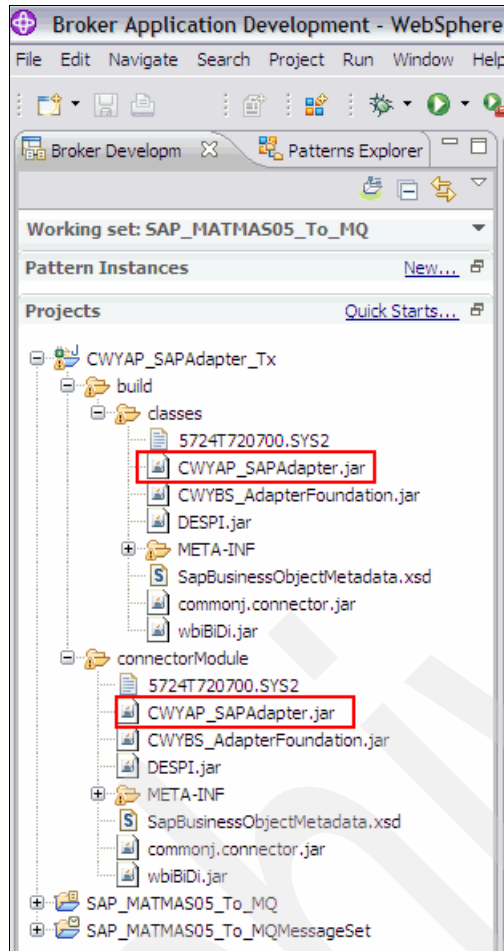 Broker Application Development - WebSphere
File Edit Navigate Search Project Run Window Help
Broker Developm Patterns Explorer
Working set: SAP_MATMAS05_To_MQ
Pattern Instances New...
Projects Quick Starts...
CWYAP_SAPAdapter_Tx
build
classes
5724T720700.SYS2
CWYAP_SAPAdapter.jar
CWYBS_AdapterFoundation.jar
DESPI.jar
META-INF
SapBusinessObjectMetadata.xsd
commonj.connector.jar
wbiBiDi.jar
connectorModule
5724T720700.SYS2
CWYAP_SAPAdapter.jar
CWYBS_AdapterFoundation.jar
DESPI.jar
META-INF
SapBusinessObjectMetadata.xsd
commonj.connector.jar
wbiBiDi.jar
SAP_MATMAS05_To_MQ
SAP_MATMAS05_To_MQMessageSet